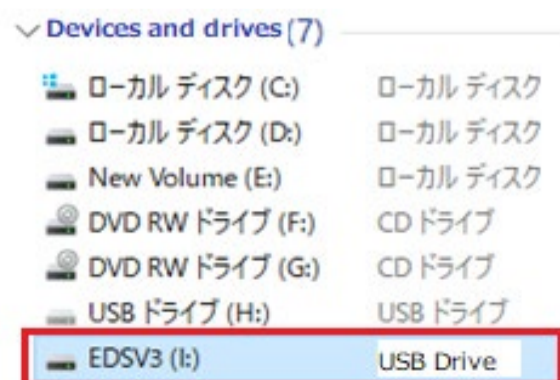 Devices and drives (7)
ローカル ディスク (C:) ローカル ディスク
ローカル ディスク (D:) ローカル ディスク
New Volume (E:) ローカル ディスク
DVD RW ドライブ (F:) CD ドライブ
DVD RW ドライブ (G:) CD ドライブ
USB ドライブ (H:) USB ドライブ
EDSV3 (I:) USB Drive